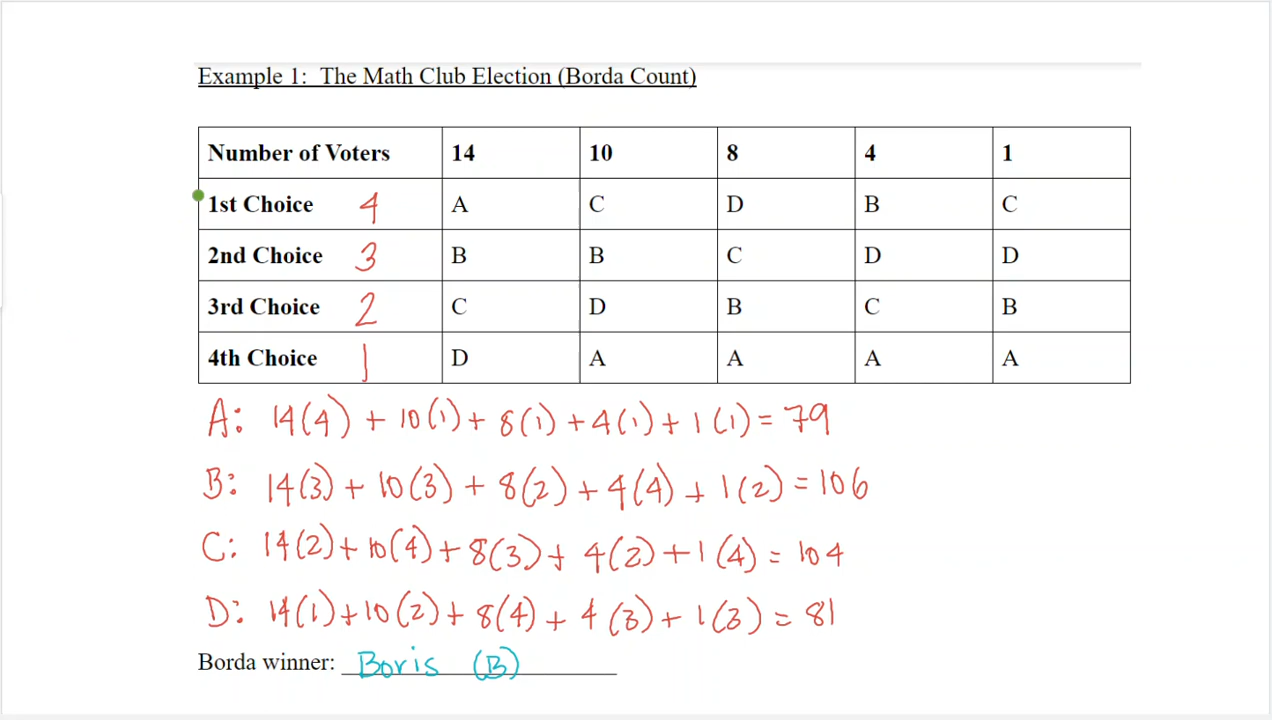 Example 1: The Math Club Election (Borda Count)
Number of Voters 14 10 8 4 1
1st Choice 4 A C D B C
2nd Choice 3 B B C D D
3rd Choice 2 C D B C B
4th Choice 1 D A A A A
A: 14(4) + 10(1) + 8(1) + 4(1) + 1(1) = 79
B: 14(3) + 10(3) + 8(2) + 4(4) + 1(2) = 106
C: 14(2) + 10(4) + 8(3) + 4(2) + 1(4) = 104
D: 14(1) + 10(2) + 8(4) + 4(3) + 1(3) = 81
Borda winner: Boris (B)